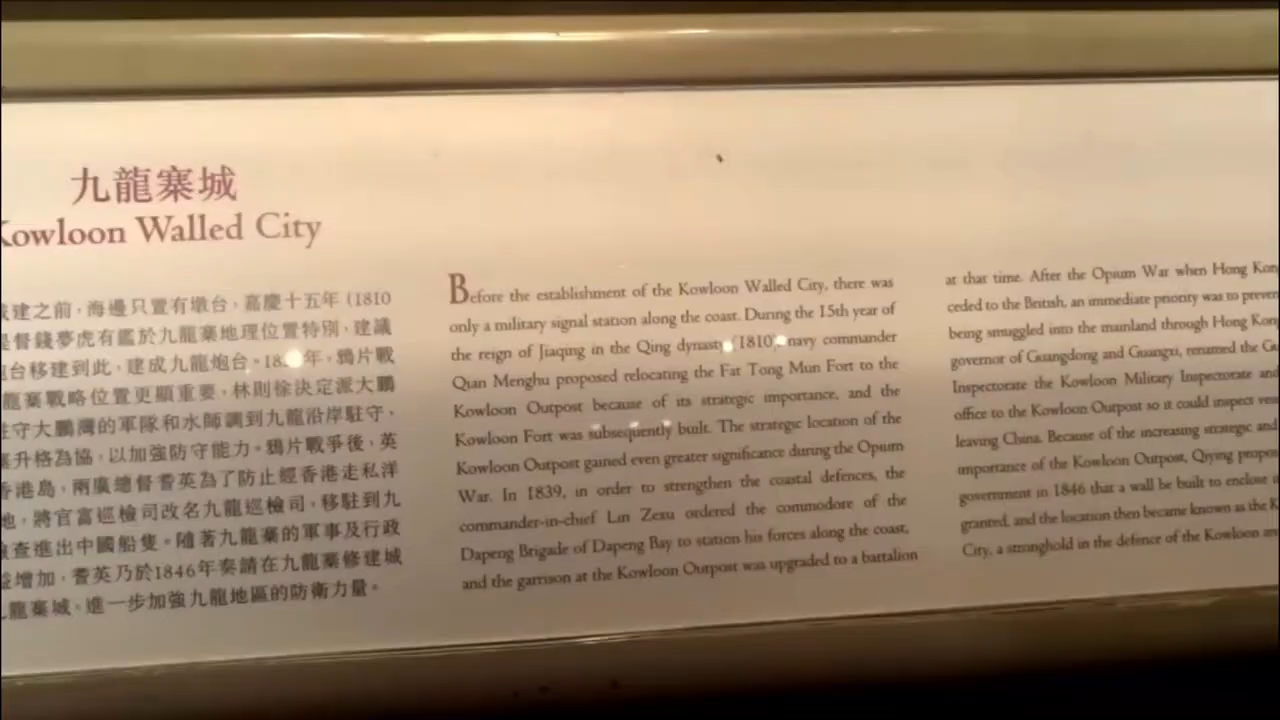 九龍寨城
Kowloon Walled City
建之前，海邊只置有墩台，嘉慶十五年（1810
督錢夢虎有鑑於九龍寨地理位置特別，建議
台移建到此，建成九龍炮台。年，鴉片戰
龍寨戰略位置更顯重要，林則徐決定派大鵬
守大鵬灣的軍隊和水師調到九龍沿岸駐守，
寨升格為協，以加強防守能力。鴉片戰爭後，英
香港島，兩廣總督耆英為了防止經香港走私洋
地，將官富巡檢司改名九龍巡檢司，移駐到九
檢查進出中國船隻。隨著九龍寨的軍事及行政
益增加，耆英乃於1846年奏請在九龍寨修建城
龍寨城，進一步加強九龍地區的防衛力量。
Before the establishment of the Kowloon Walled City, there was
only a military signal station along the coast. During the 15th year of
the reign of Jiaqing in the Qing dynasty (1810), navy commander
Qian Menghu proposed relocating the Fat Tong Mun Fort to the
Kowloon Outpost because of its strategic importance, and the
Kowloon Fort was subsequently built. The strategic location of the
Kowloon Outpost gained even greater significance during the Opium
War. In 1839, in order to strengthen the coastal defences, the
commander-in-chief Lin Zexu ordered the commodore of the
Dapeng Brigade of Dapeng Bay to station his forces along the coast,
and the garrison at the Kowloon Outpost was upgraded to a battalion
at that time. After the Opium War when Hong Kon
ceded to the British, an immediate priority was to preven
being smuggled into the mainland through Hong Kon
governor of Guangdong and Guangxi, renamed the Gu
Inspectorate the Kowloon Military Inspectorate and
office to the Kowloon Outpost so it could inspect ves
leaving China. Because of the increasing strategic and
importance of the Kowloon Outpost, Qiying propo
government in 1846 that a wall be built to enclose i
granted, and the location then became known as the K
City, a stronghold in the defence of the Kowloon are